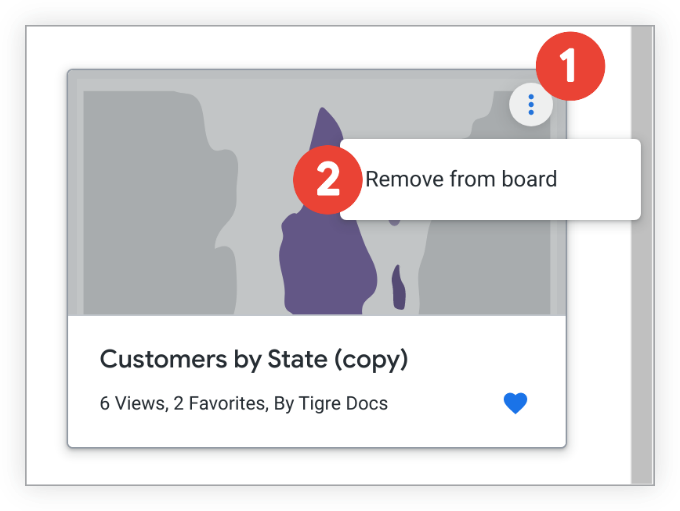 1
2
Remove from board
Customers by State (copy)
6 Views, 2 Favorites, By Tigre Docs